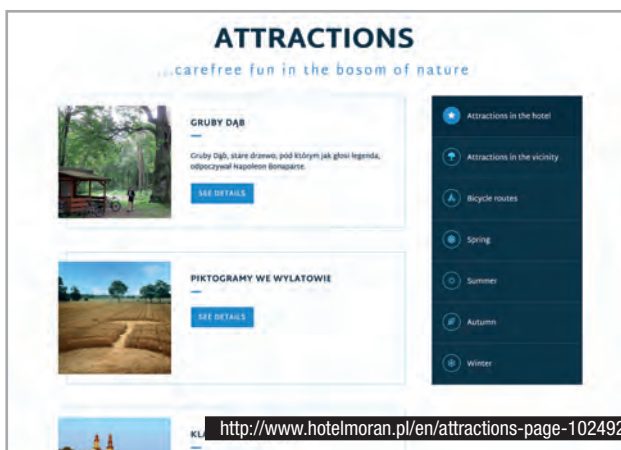 ATTRACTIONS
...carefree fun in the bosom of nature
GRUBY DĄB
Gruby Dąb, stare drzewo, pod którym jak głosi legenda,
odpoczywał Napoleon Bonaparte.
SEE DETAILS
PIKTOGRAMY WE WYLATOWIE
SEE DETAILS
KL
Attractions in the hotel
Attractions in the vicinity
Bicycle routes
Spring
Summer
Autumn
Winter
http://www.hotelmoran.pl/en/attractions-page-102492